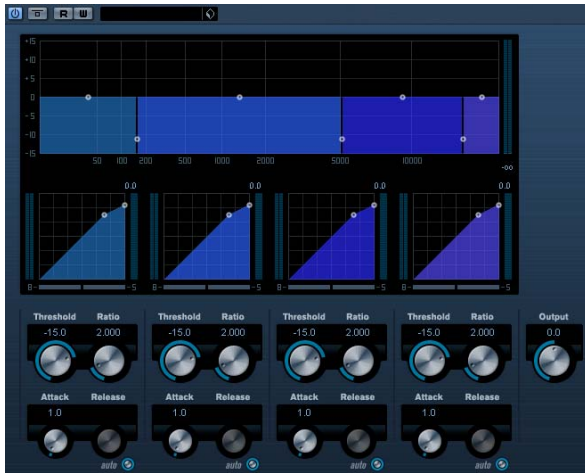 R W
+15
+5
0
-5
-10
-15
50 100 200 500 1000 2000 5000 10000
-oo
0.0 0.0 0.0 0.0
B S B S B S B S
Threshold Ratio Threshold Ratio Threshold Ratio Threshold Ratio Output
-15.0 2.000 -15.0 2.000 -15.0 2.000 -15.0 2.000 0.0
Attack Release Attack Release Attack Release Attack Release
1.0 1.0 1.0 1.0
auto auto auto auto